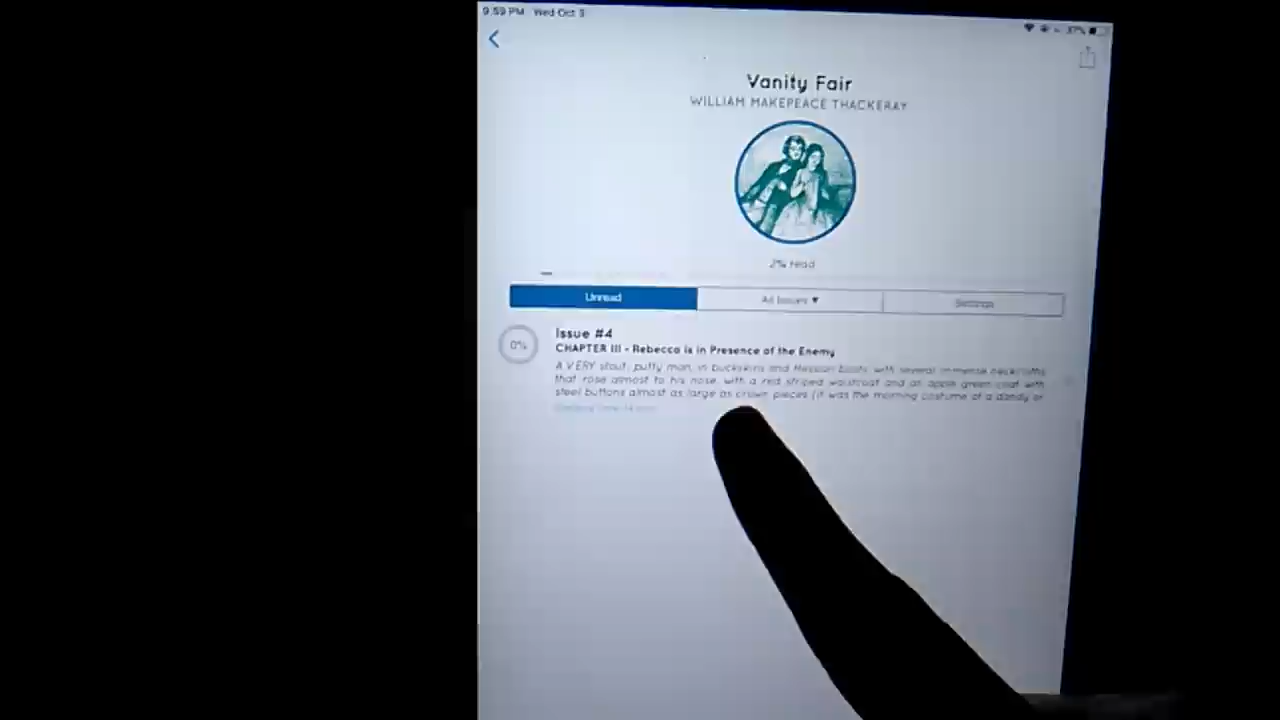 9:59 PM Wed Oct 3
37%
Vanity Fair
WILLIAM MAKEPEACE THACKERAY
2% read
Unread
All Issues ▼
Settings
0%
Issue #4
CHAPTER III - Rebecca is in Presence of the Enemy
A VERY stout, puffy man, in buckskins and Hessian boots, with several immense neckcloths
that rose almost to his nose, with a red striped waistcoat and an apple green coat with
steel buttons almost as large as crown pieces (it was the morning costume of a dandy or